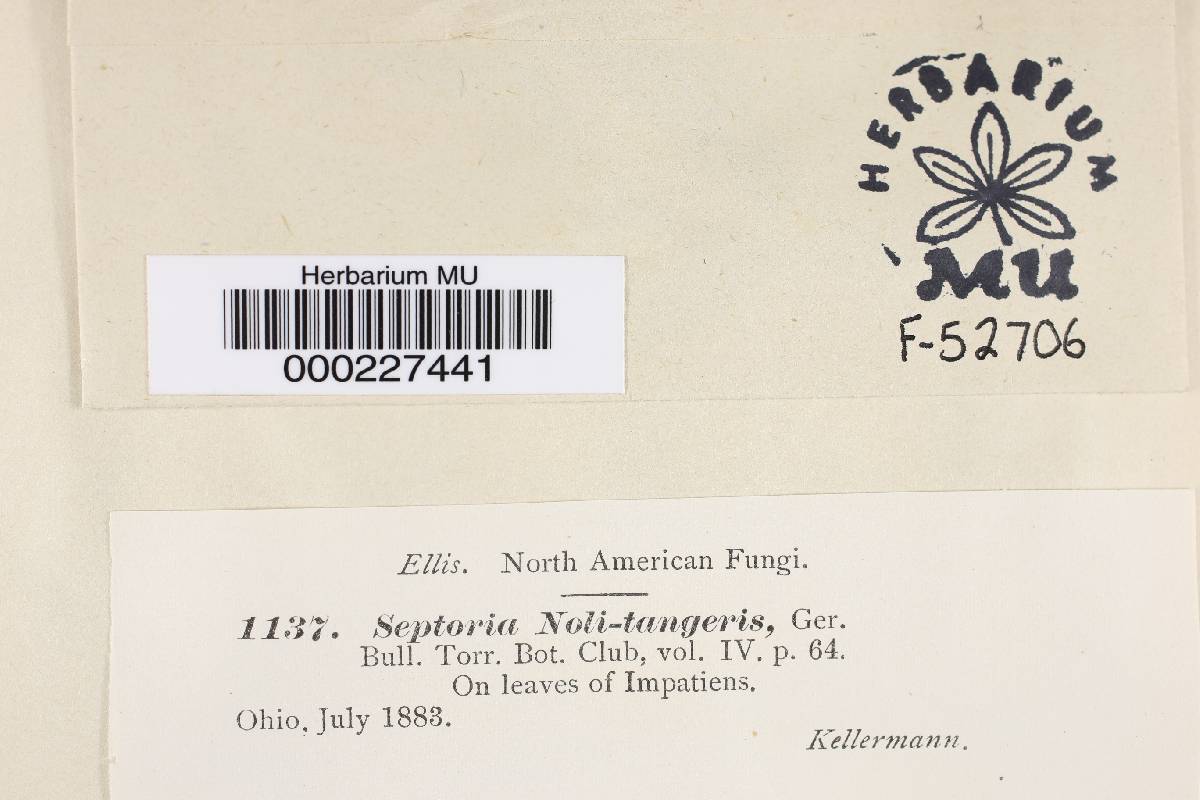 HERBARIUM
MU
F-52706
Herbarium MU
000227441
Ellis. North American Fungi.
1137. Septoria Noli-tangeris, Ger.
Bull. Torr. Bot. Club, vol. IV. p. 64.
On leaves of Impatiens.
Ohio, July 1883.
Kellermann.